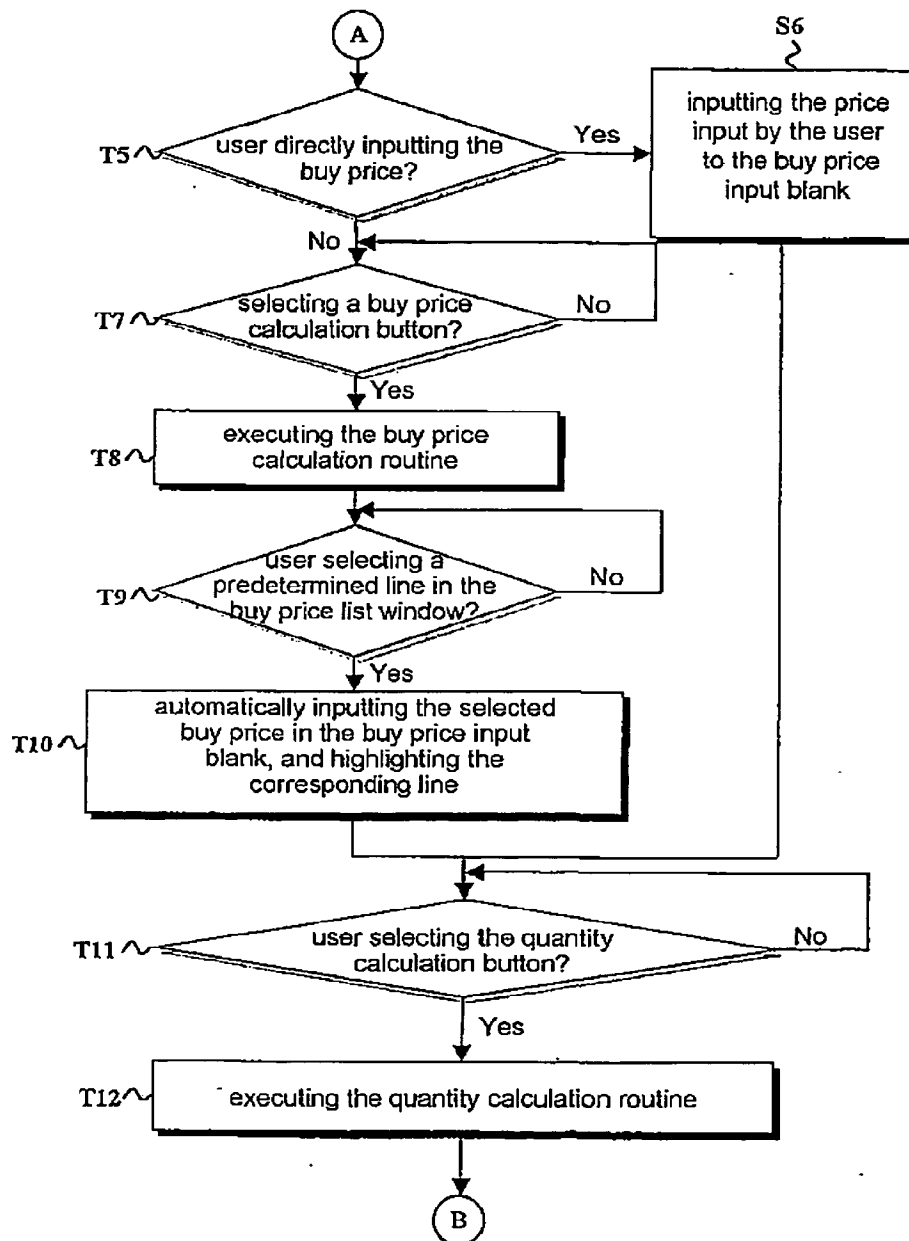 A
S6
T5
user directly inputting the
buy price?
Yes
inputting the price
input by the user
to the buy price
input blank
No
T7
selecting a buy price
calculation button?
No
Yes
T8
executing the buy price
calculation routine
T9
user selecting a
predetermined line in the
buy price list window?
No
Yes
T10
automatically inputting the selected
buy price in the buy price input
blank, and highlighting the
corresponding line
T11
user selecting the quantity
calculation button?
No
Yes
T12
executing the quantity calculation routine
B